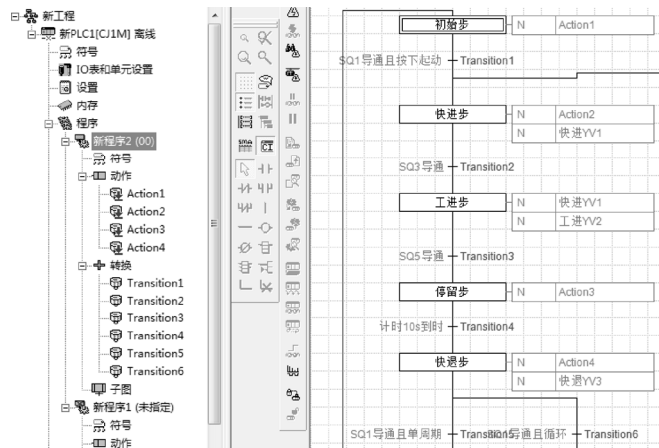 新工程
新PLC1[CJ1M] 离线
符号
IO表和单元设置
设置
内存
程序
新程序2 (00)
符号
动作
Action1
Action2
Action3
Action4
转换
Transition1
Transition2
Transition3
Transition4
Transition5
Transition6
子图
新程序1 (未指定)
符号
动作
初始步 N Action1
SQ1导通且按下起动 Transition1
快进步 N Action2
N 快进YV1
SQ3导通 Transition2
工进步 N 快进YV1
N 工进YV2
SQ5导通 Transition3
停留步 N Action3
计时10s到时 Transition4
快退步 N Action4
N 快退YV3
SQ1导通且单周期 Transition5 导通且循环 Transition6